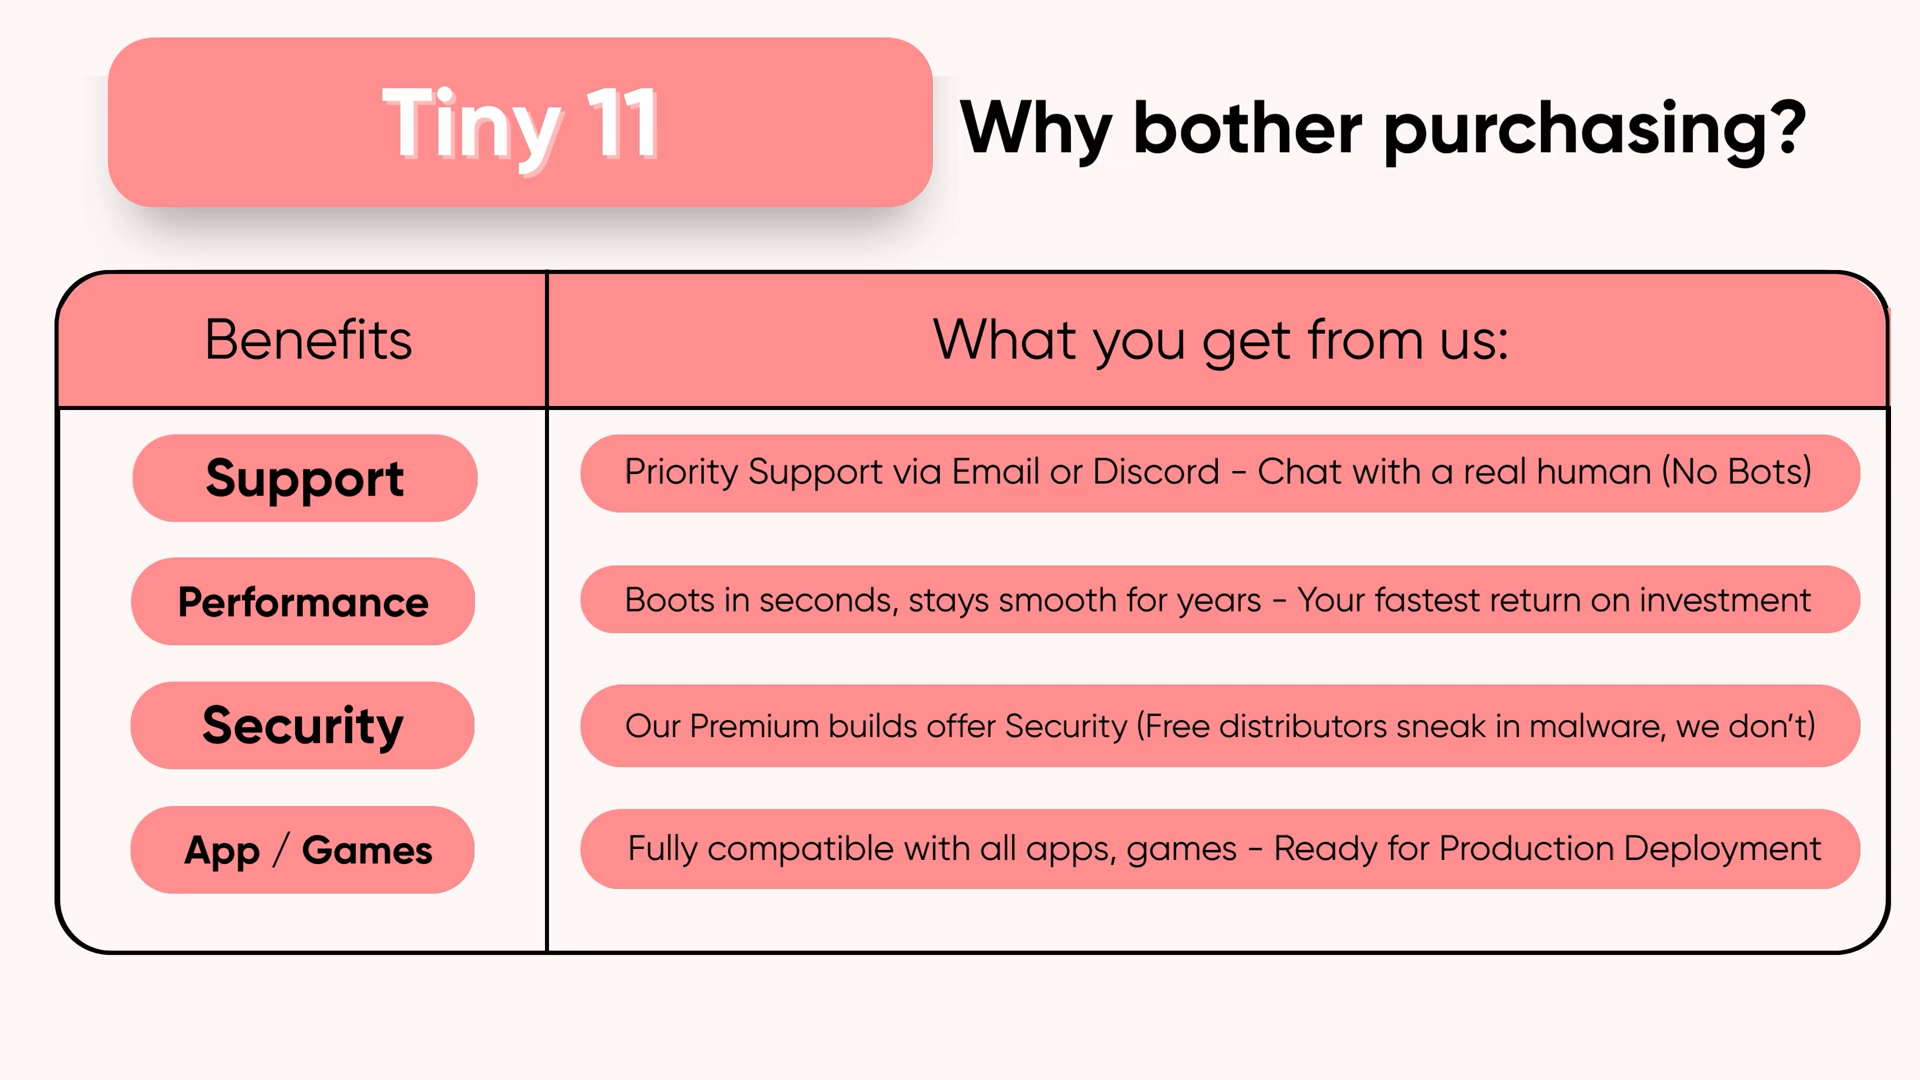 Tiny 11
Why bother purchasing?
Benefits
What you get from us:
Support
Priority Support via Email or Discord - Chat with a real human (No Bots)
Performance
Boots in seconds, stays smooth for years - Your fastest return on investment
Security
Our Premium builds offer Security (Free distributors sneak in malware, we don’t)
App / Games
Fully compatible with all apps, games - Ready for Production Deployment